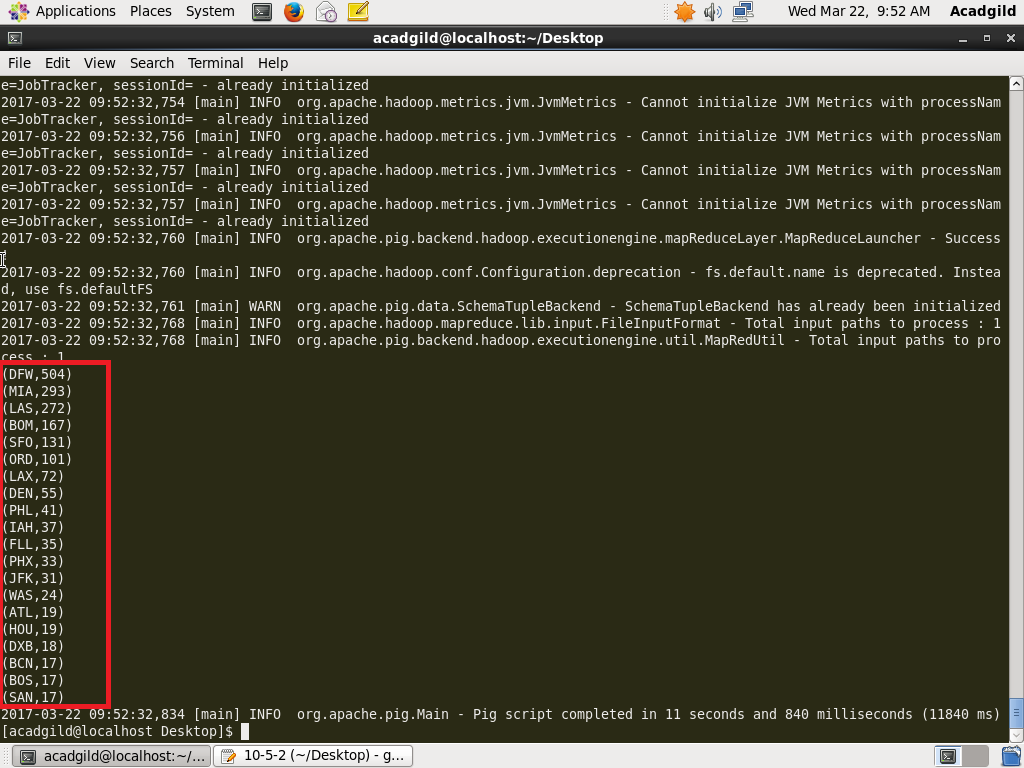 Applications Places System Wed Mar 22, 9:52 AM Acadgild
acadgild@localhost:~/Desktop
File Edit View Search Terminal Help
e=JobTracker, sessionId= - already initialized
2017-03-22 09:52:32,754 [main] INFO  org.apache.hadoop.metrics.jvm.JvmMetrics - Cannot initialize JVM Metrics with processNam
e=JobTracker, sessionId= - already initialized
2017-03-22 09:52:32,756 [main] INFO  org.apache.hadoop.metrics.jvm.JvmMetrics - Cannot initialize JVM Metrics with processNam
e=JobTracker, sessionId= - already initialized
2017-03-22 09:52:32,757 [main] INFO  org.apache.hadoop.metrics.jvm.JvmMetrics - Cannot initialize JVM Metrics with processNam
e=JobTracker, sessionId= - already initialized
2017-03-22 09:52:32,757 [main] INFO  org.apache.hadoop.metrics.jvm.JvmMetrics - Cannot initialize JVM Metrics with processNam
e=JobTracker, sessionId= - already initialized
2017-03-22 09:52:32,760 [main] INFO  org.apache.pig.backend.hadoop.executionengine.mapReduceLayer.MapReduceLauncher - Success
2017-03-22 09:52:32,760 [main] INFO  org.apache.hadoop.conf.Configuration.deprecation - fs.default.name is deprecated. Instea
d, use fs.defaultFS
2017-03-22 09:52:32,761 [main] WARN  org.apache.pig.data.SchemaTupleBackend - SchemaTupleBackend has already been initialized
2017-03-22 09:52:32,768 [main] INFO  org.apache.hadoop.mapreduce.lib.input.FileInputFormat - Total input paths to process : 1
2017-03-22 09:52:32,768 [main] INFO  org.apache.pig.backend.hadoop.executionengine.util.MapRedUtil - Total input paths to pro
cess : 1
(DFW,504)
(MIA,293)
(LAS,272)
(BOM,167)
(SFO,131)
(ORD,101)
(LAX,72)
(DEN,55)
(PHL,41)
(IAH,37)
(FLL,35)
(PHX,33)
(JFK,31)
(WAS,24)
(ATL,19)
(HOU,19)
(DXB,18)
(BCN,17)
(BOS,17)
(SAN,17)
2017-03-22 09:52:32,834 [main] INFO  org.apache.pig.Main - Pig script completed in 11 seconds and 840 milliseconds (11840 ms)
[acadgild@localhost Desktop]$
acadgild@localhost:~/... 10-5-2 (~/Desktop) - g...